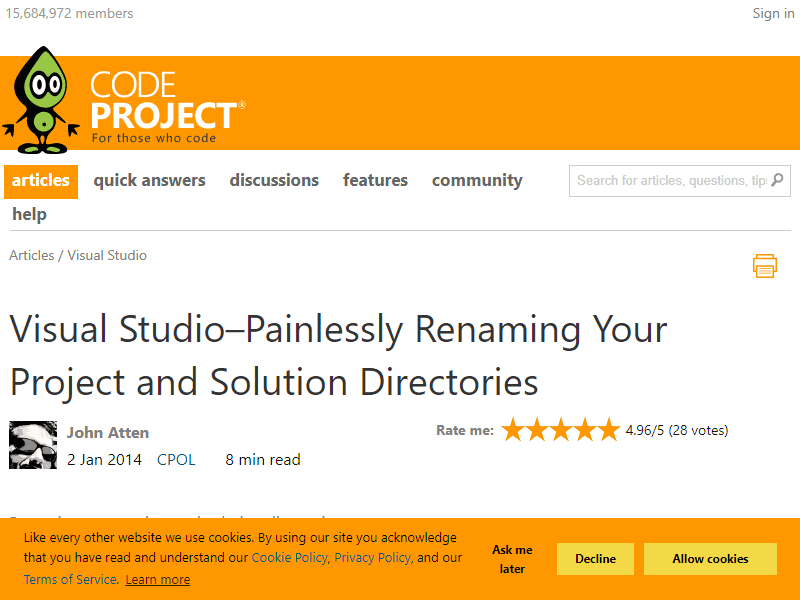 15,684,972 members
Sign in
CODE
PROJECT®
For those who code
articles quick answers discussions features community
Search for articles, questions, tips
help
Articles / Visual Studio
Visual Studio–Painlessly Renaming Your
Project and Solution Directories
John Atten
Rate me: 4.96/5 (28 votes)
2 Jan 2014 CPOL 8 min read
Like every other website we use cookies. By using our site you acknowledge
that you have read and understand our Cookie Policy, Privacy Policy, and our
Terms of Service. Learn more
Ask me
later
Decline
Allow cookies